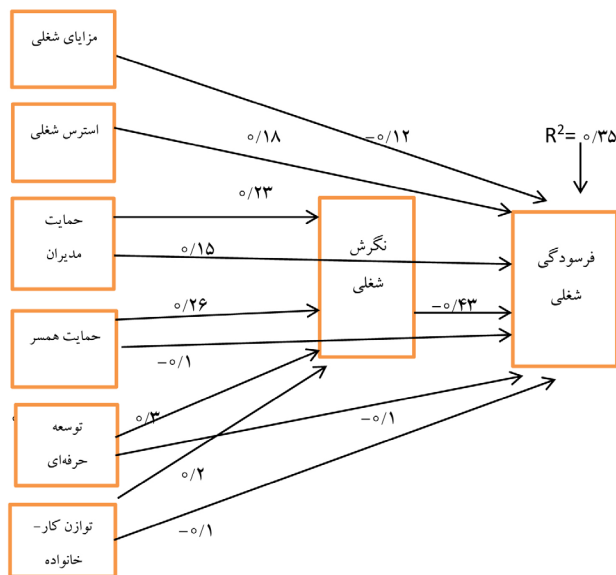 مزایای شغلی
استرس شغلی
حمایت
مدیران
حمایت همسر
توسعه
حرفه‌ای
توازن کار-
خانواده
نگرش
شغلی
فرسودگی
شغلی
R²= ۰/۳۵
-۰/۱۲
۰/۱۸
۰/۲۳
۰/۱۵
۰/۲۶
-۰/۴۳
-۰/۱
۰/۳
-۰/۱
۰/۲
-۰/۱